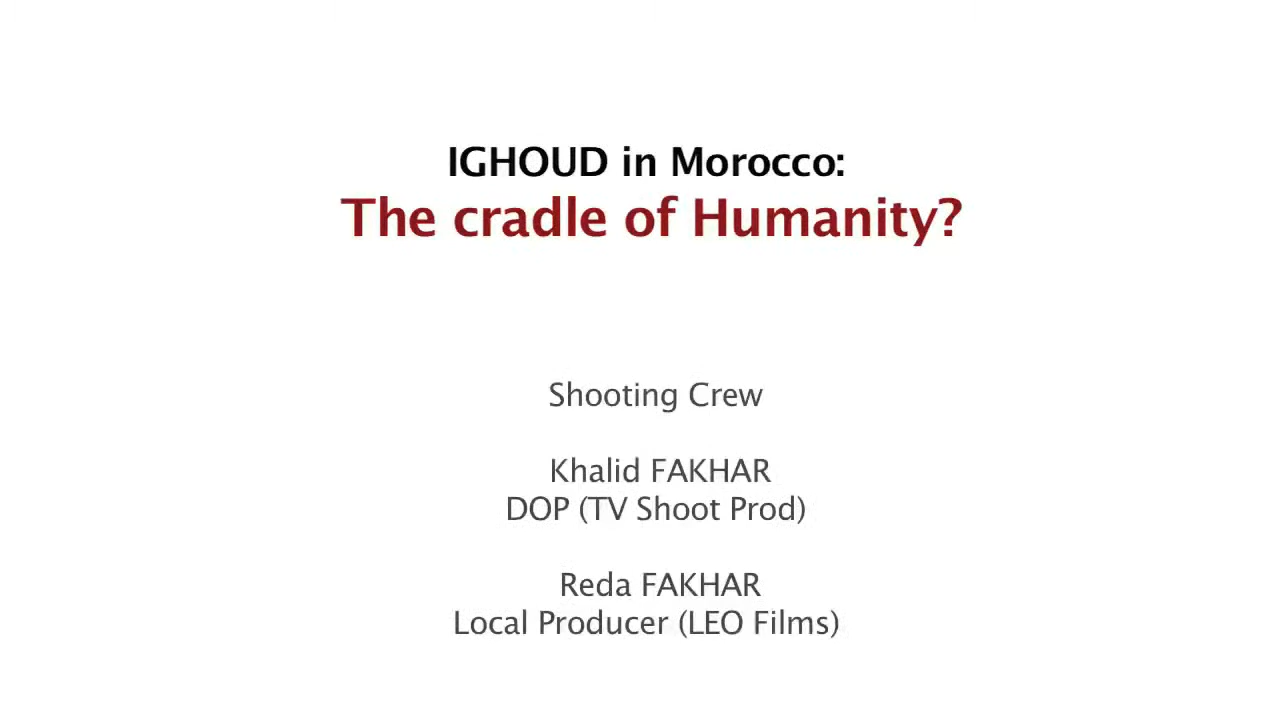 IGHOUD in Morocco:
The cradle of Humanity?
Shooting Crew
Khalid FAKHAR
DOP (TV Shoot Prod)
Reda FAKHAR
Local Producer (LEO Films)